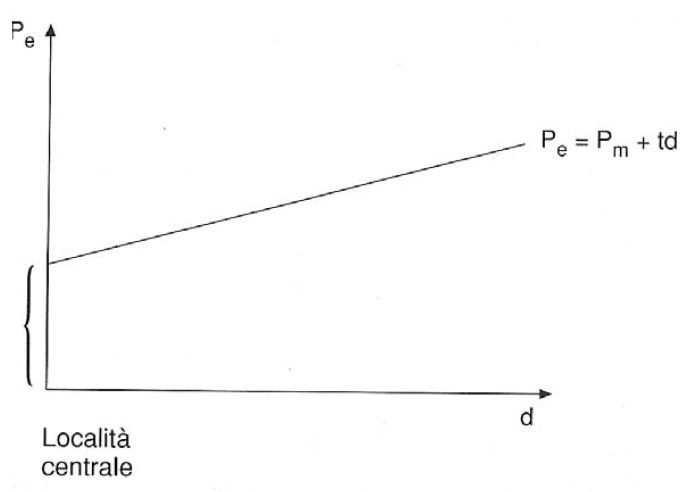 Pe
Pe = Pm + td
d
Località
centrale